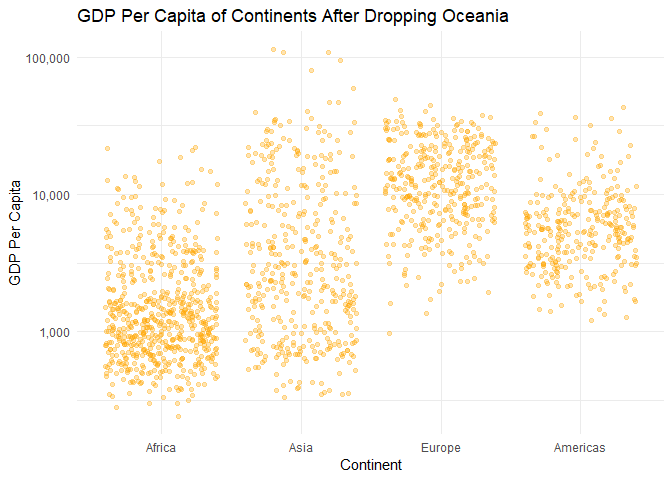 GDP Per Capita of Continents After Dropping Oceania
100,000
10,000
1,000
GDP Per Capita
Africa
Asia
Europe
Americas
Continent